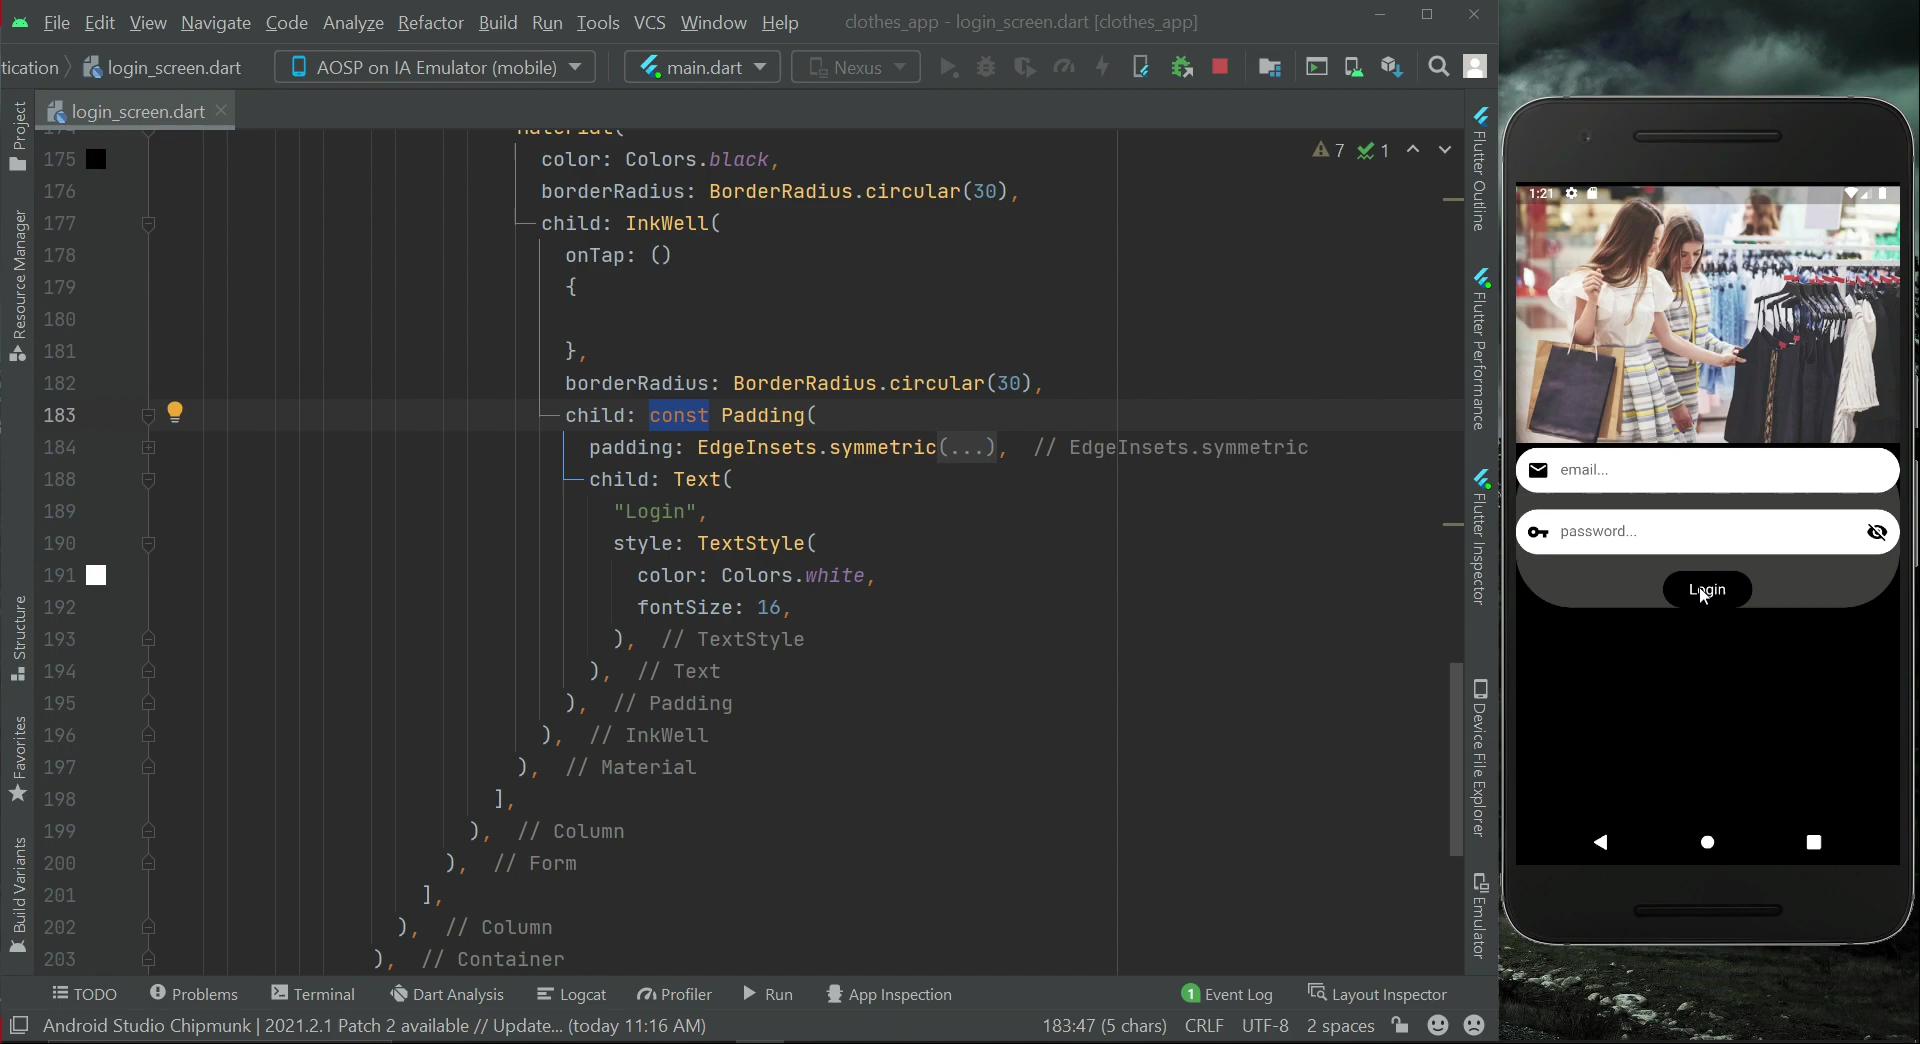 File Edit View Navigate Code Analyze Refactor Build Run Tools VCS Window Help clothes_app - login_screen.dart [clothes_app]
tication login_screen.dart AOSP on IA Emulator (mobile) main.dart Nexus
login_screen.dart
7 1
175 color: Colors.black,
176 borderRadius: BorderRadius.circular(30),
177 child: InkWell(
178 onTap: ()
179 {
180
181 },
182 borderRadius: BorderRadius.circular(30),
183 child: const Padding(
184 padding: EdgeInsets.symmetric(...), // EdgeInsets.symmetric
188 child: Text(
189 "Login",
190 style: TextStyle(
191 color: Colors.white,
192 fontSize: 16,
193 ), // TextStyle
194 ), // Text
195 ), // Padding
196 ), // InkWell
197 ), // Material
198 ],
199 ), // Column
200 ), // Form
201 ],
202 ), // Column
203 ), // Container
Project
Resource Manager
Structure
Favorites
Build Variants
Flutter Outline
Flutter Performance
Flutter Inspector
Device File Explorer
Emulator
1:21
email...
password...
Login
TODO Problems Terminal Dart Analysis Logcat Profiler Run App Inspection 1 Event Log Layout Inspector
Android Studio Chipmunk | 2021.2.1 Patch 2 available // Update... (today 11:16 AM) 183:47 (5 chars) CRLF UTF-8 2 spaces